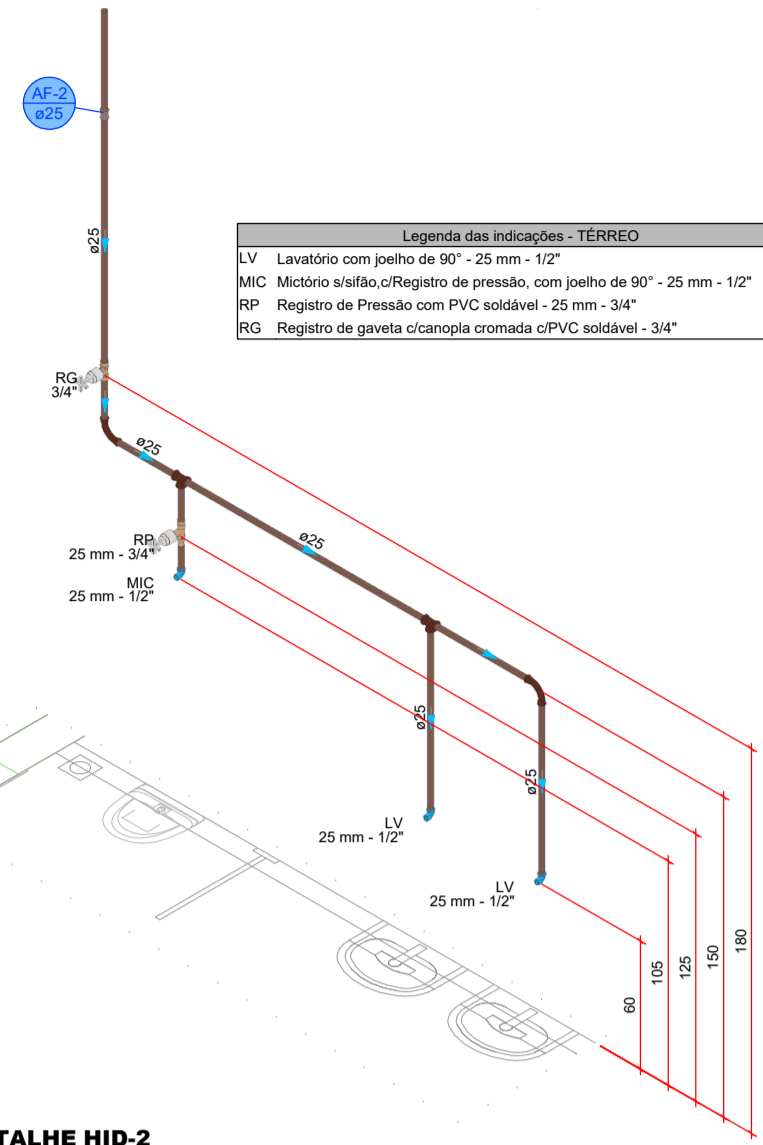 AF-2
ø25
ø25
Legenda das indicações - TÉRREO
LV Lavatório com joelho de 90° - 25 mm - 1/2"
MIC Mictório s/sifão,c/Registro de pressão, com joelho de 90° - 25 mm - 1/2"
RP Registro de Pressão com PVC soldável - 25 mm - 3/4"
RG Registro de gaveta c/canopla cromada c/PVC soldável - 3/4"
RG
3/4"
ø25
ø25
RP
25 mm - 3/4"
MIC
25 mm - 1/2"
ø25
ø25
LV
25 mm - 1/2"
LV
25 mm - 1/2"
60
105
125
150
180
TALHE HID-2